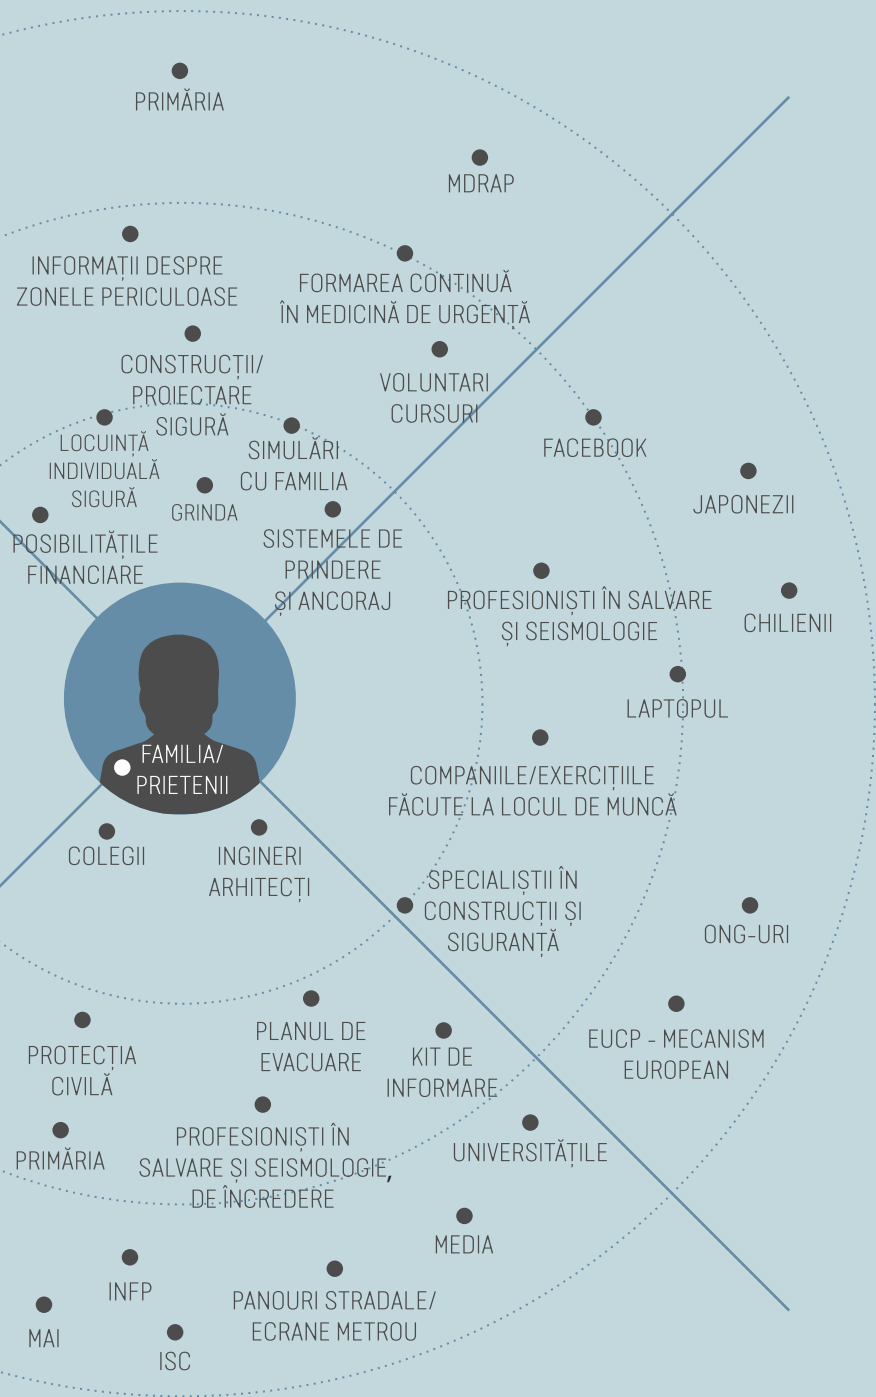 PRIMĂRIA
MDRAP
INFORMAȚII DESPRE
ZONELE PERICULOASE
FORMAREA CONTINUĂ
ÎN MEDICINĂ DE URGENȚĂ
CONSTRUCȚII/
PROIECTARE
SIGURĂ
VOLUNTARI
CURSURI
LOCUINȚĂ
INDIVIDUALĂ
SIGURĂ
SIMULĂRI
CU FAMILIA
FACEBOOK
JAPONEZII
GRINDA
POSIBILITĂȚILE
FINANCIARE
SISTEMELE DE
PRINDERE
ȘI ANCORAJ
PROFESIONIȘTI ÎN SALVARE
ȘI SEISMOLOGIE
CHILIENII
LAPTOPUL
FAMILIA/
PRIETENII
COMPANIILE/EXERCIȚIILE
FĂCUTE LA LOCUL DE MUNCĂ
COLEGII
INGINERI
ARHITECȚI
SPECIALIȘTII ÎN
CONSTRUCȚII ȘI
SIGURANȚĂ
ONG-URI
PLANUL DE
EVACUARE
EUCP - MECANISM
EUROPEAN
PROTECȚIA
CIVILĂ
KIT DE
INFORMARE
PROFESIONIȘTI ÎN
SALVARE ȘI SEISMOLOGIE,
DE ÎNCREDERE
UNIVERSITĂȚILE
PRIMĂRIA
MEDIA
INFP
PANOURI STRADALE/
ECRANE METROU
MAI
ISC